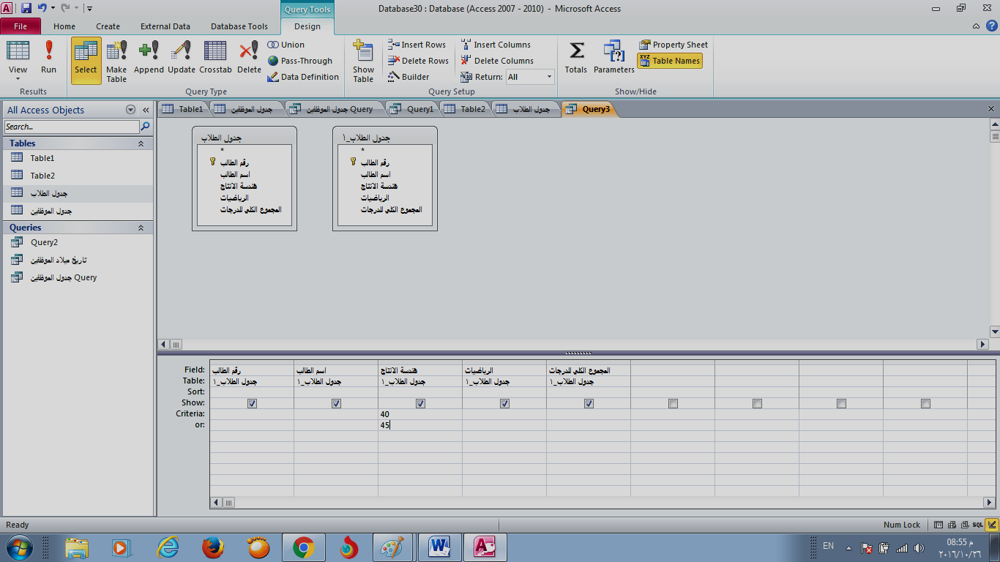 Query Tools
Database30 : Database (Access 2007 - 2010) - Microsoft Access
File Home Create External Data Database Tools Design
View Run Select Make Table Append Update Crosstab Delete
Union
Pass-Through
Data Definition
Show Table
Insert Rows
Delete Rows
Builder
Insert Columns
Delete Columns
Return: All
Totals Parameters
Property Sheet
XYZ Table Names
Results Query Type Query Setup Show/Hide
All Access Objects
Search...
Tables
Table1
Table2
جدول الطلاب
جدول الموظفين
Queries
Query2
تاريخ ميلاد الموظفين
جدول الموظفين Query
Table1 جدول الموظفين جدول الموظفين Query Query1 Table2 جدول الطلاب Query3
جدول الطلاب
*
رقم الطالب
اسم الطالب
هندسة الانتاج
الرياضيات
المجموع الكلي للدرجات
جدول الطلاب_١
*
رقم الطالب
اسم الطالب
هندسة الانتاج
الرياضيات
المجموع الكلي للدرجات
Field: رقم الطالب اسم الطالب هندسة الانتاج الرياضيات المجموع الكلي للدرجات
Table: جدول الطلاب_١ جدول الطلاب_١ جدول الطلاب_١ جدول الطلاب_١ جدول الطلاب_١
Sort:
Show:
Criteria: 40
or: 45
Ready Num Lock SQL
EN
08:55 م
٢٠١٦/١٠/٢٦